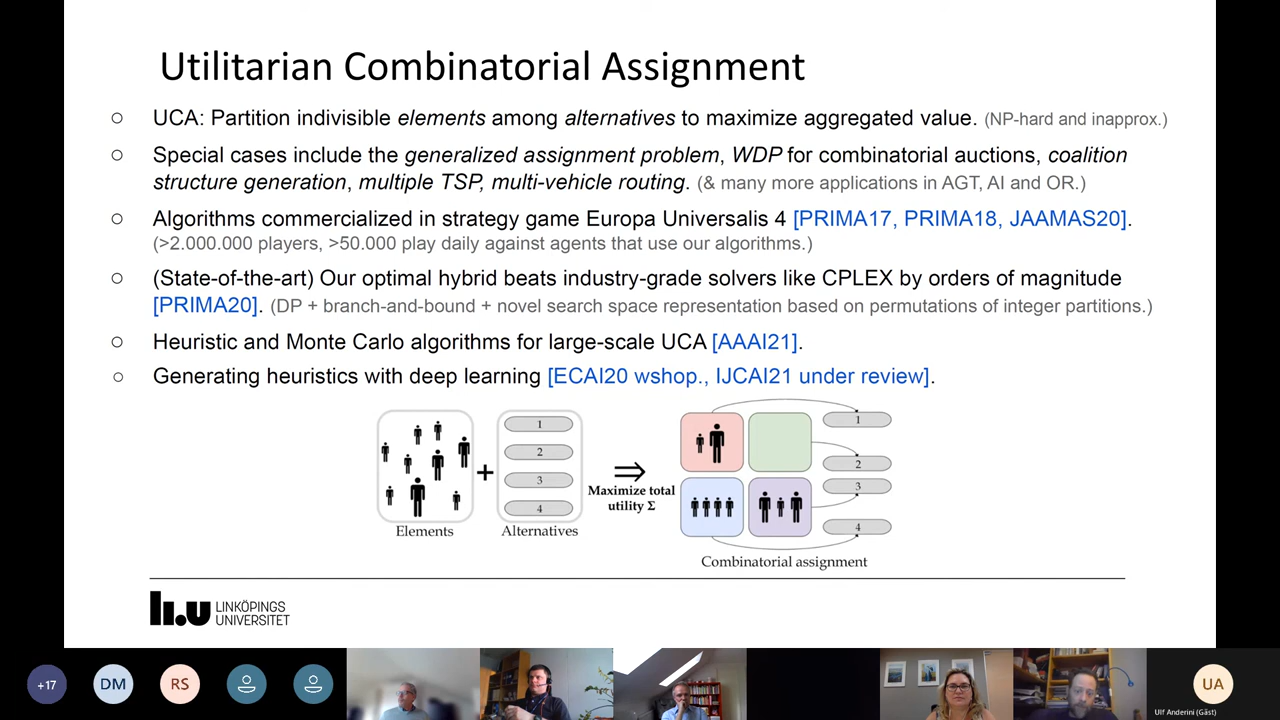 Utilitarian Combinatorial Assignment
○ UCA: Partition indivisible elements among alternatives to maximize aggregated value. (NP-hard and inapprox.)
○ Special cases include the generalized assignment problem, WDP for combinatorial auctions, coalition
structure generation, multiple TSP, multi-vehicle routing. (& many more applications in AGT, AI and OR.)
○ Algorithms commercialized in strategy game Europa Universalis 4 [PRIMA17, PRIMA18, JAAMAS20].
(>2.000.000 players, >50.000 play daily against agents that use our algorithms.)
○ (State-of-the-art) Our optimal hybrid beats industry-grade solvers like CPLEX by orders of magnitude
[PRIMA20]. (DP + branch-and-bound + novel search space representation based on permutations of integer partitions.)
○ Heuristic and Monte Carlo algorithms for large-scale UCA [AAAI21].
○ Generating heuristics with deep learning [ECAI20 wshop., IJCAI21 under review].
1
2
3
4
Elements
+
Alternatives
⇒
Maximize total
utility Σ
1
2
3
4
Combinatorial assignment
LI.U LINKÖPINGS
UNIVERSITET
+17
DM
RS
UA
Ulf Anderini (Gäst)